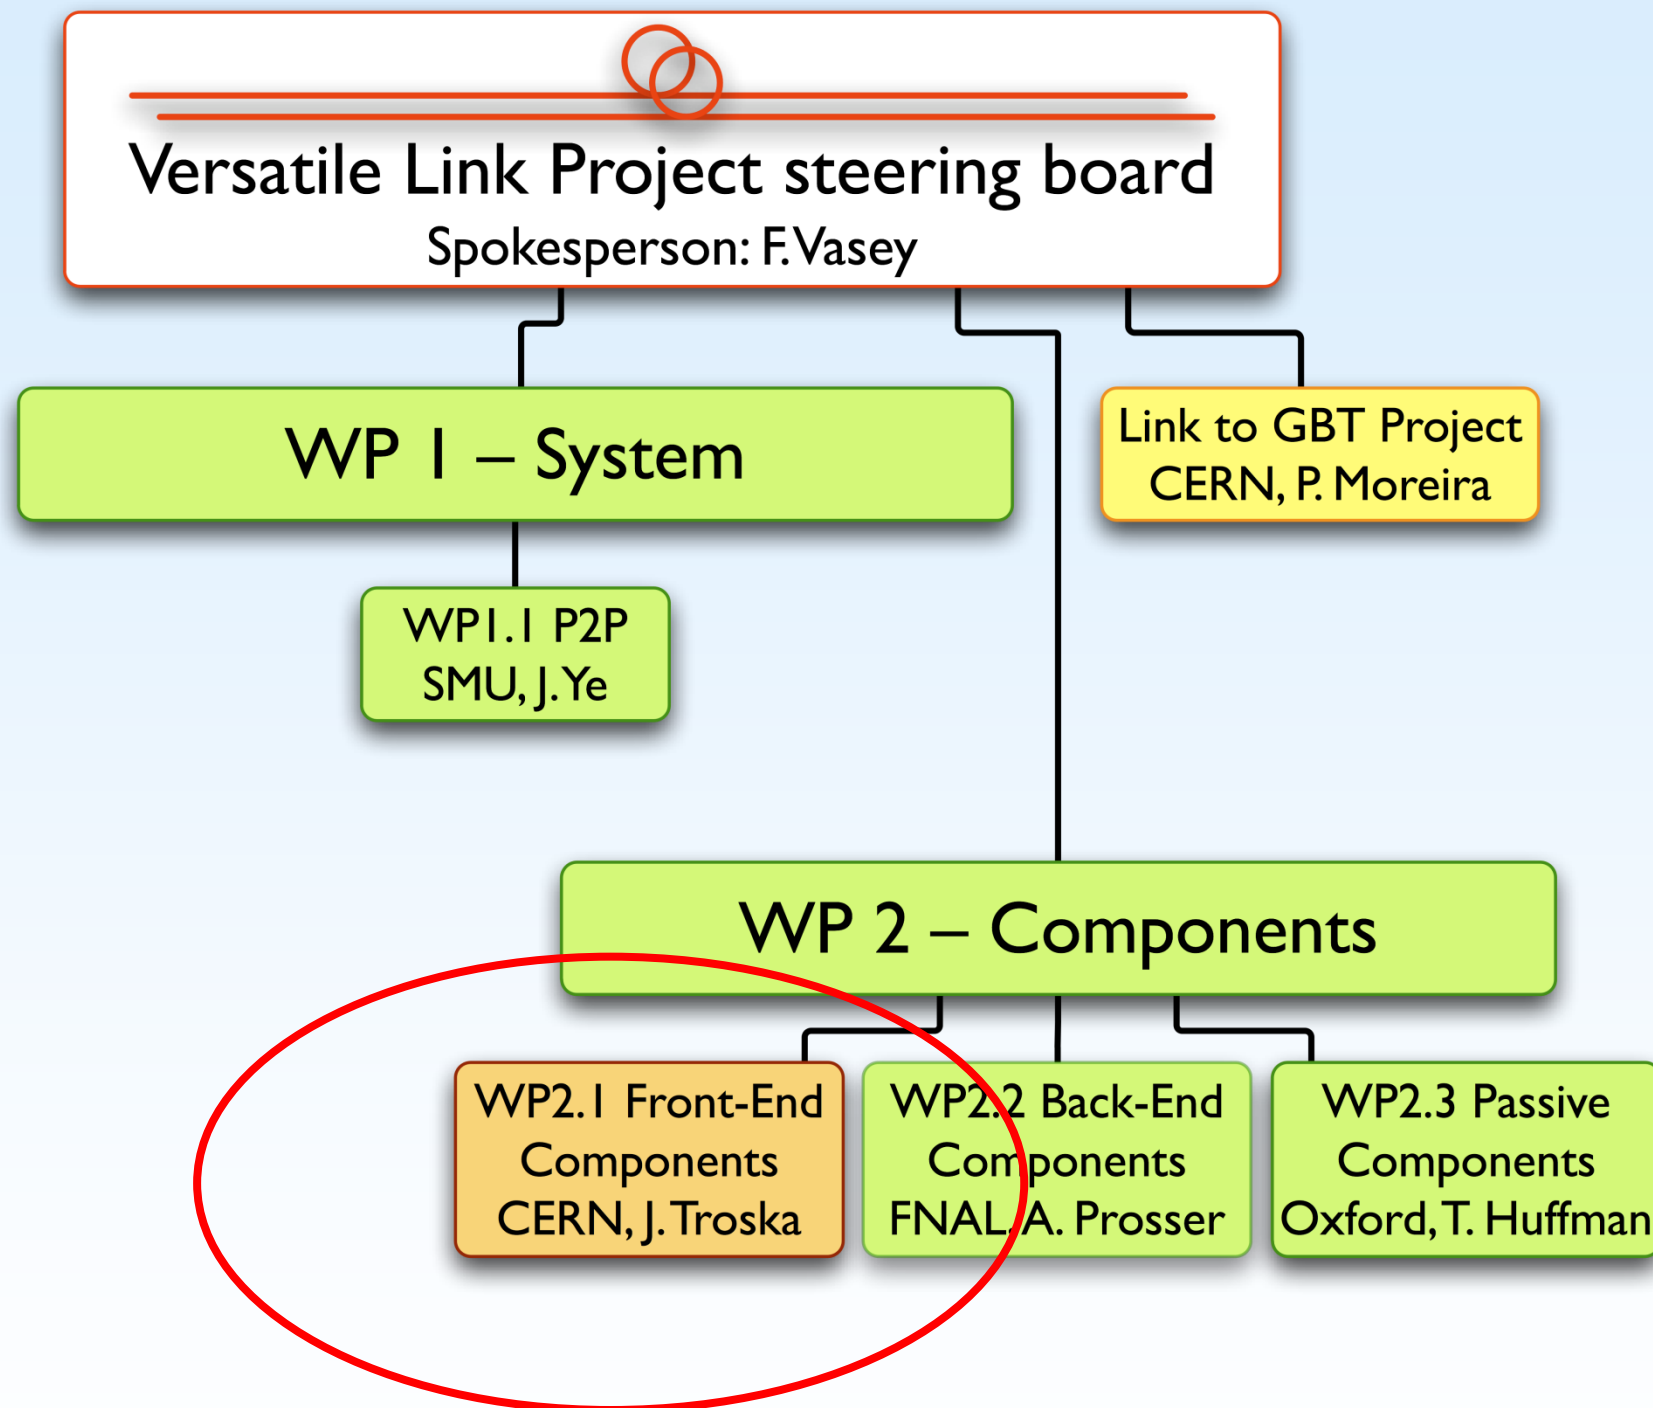 Versatile Link Project steering board
Spokesperson: F. Vasey
WP 1 – System
Link to GBT Project
CERN, P. Moreira
WP1.1 P2P
SMU, J. Ye
WP 2 – Components
WP2.1 Front-End
Components
CERN, J. Troska
WP2.2 Back-End
Components
FNAL, A. Prosser
WP2.3 Passive
Components
Oxford, T. Huffman